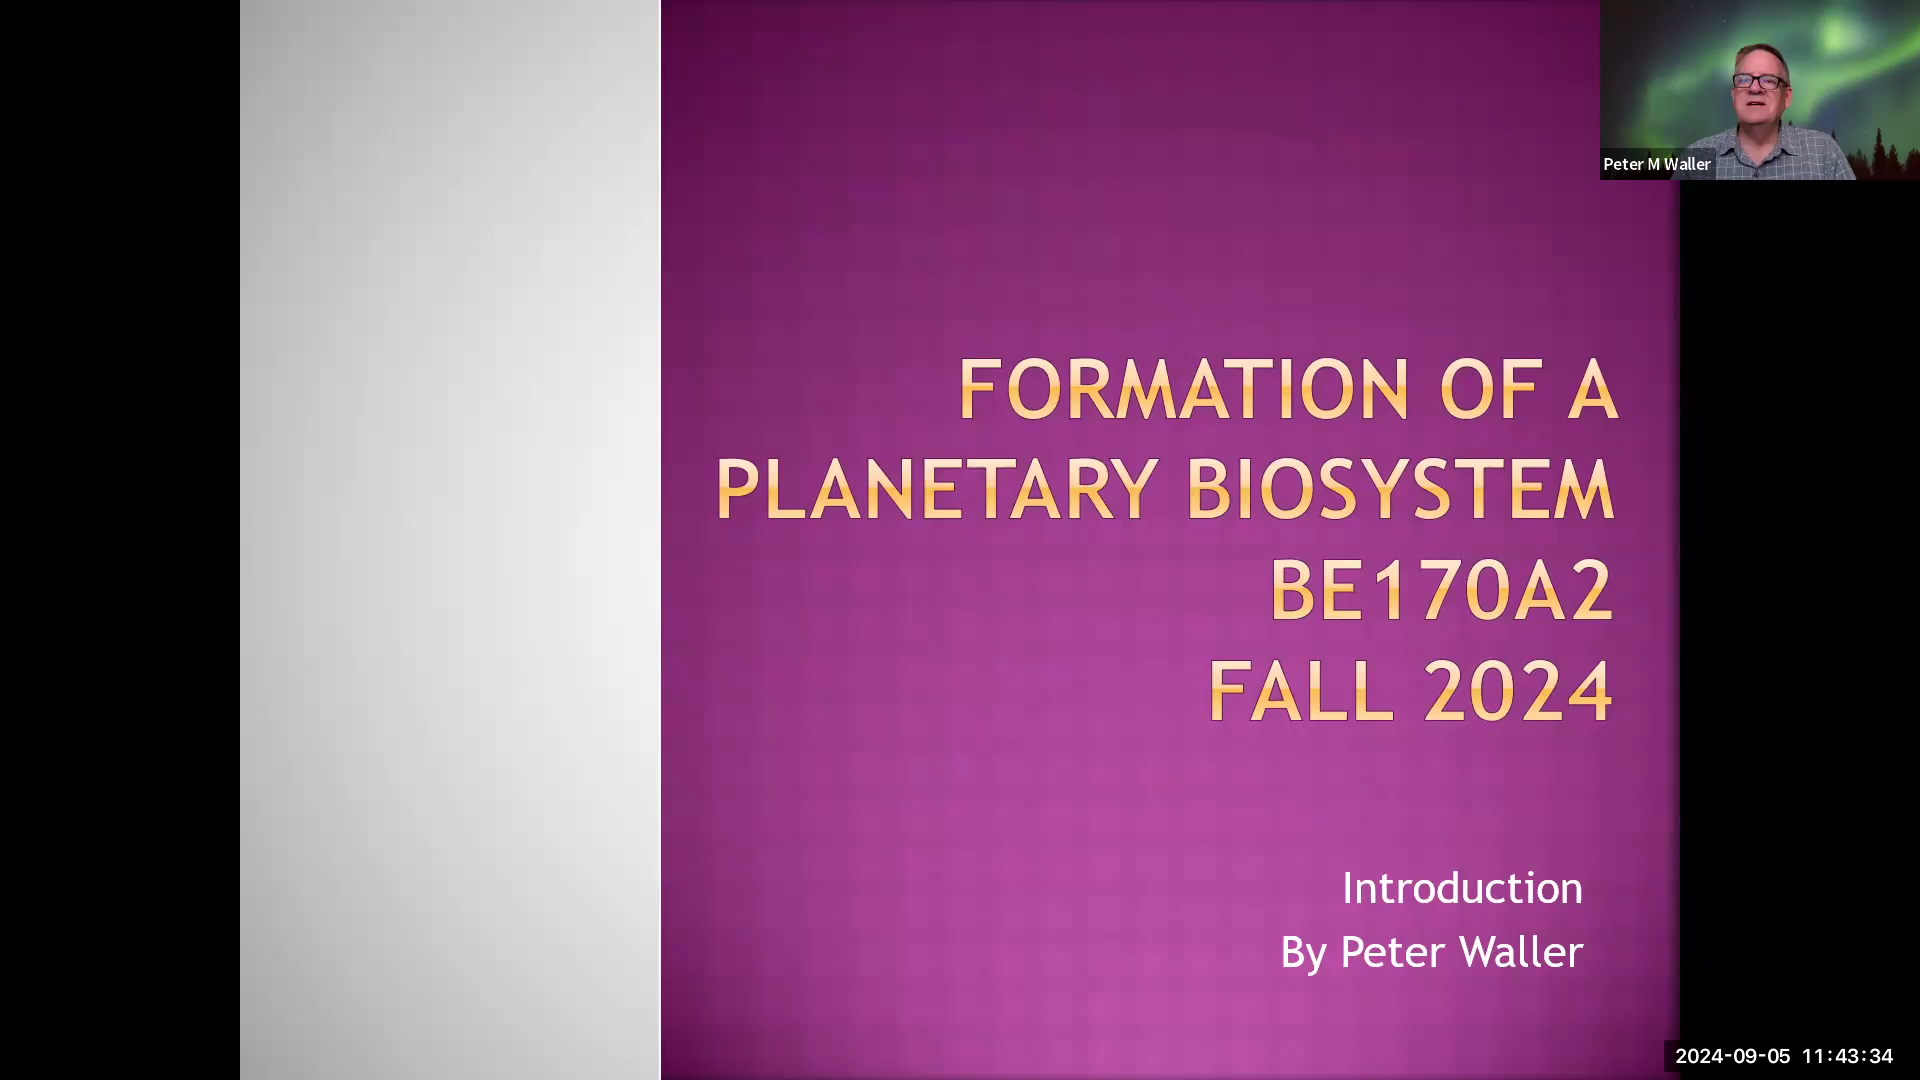 Peter M Waller
FORMATION OF A
PLANETARY BIOSYSTEM
BE170A2
FALL 2024
Introduction
By Peter Waller
2024-09-05 11:43:34